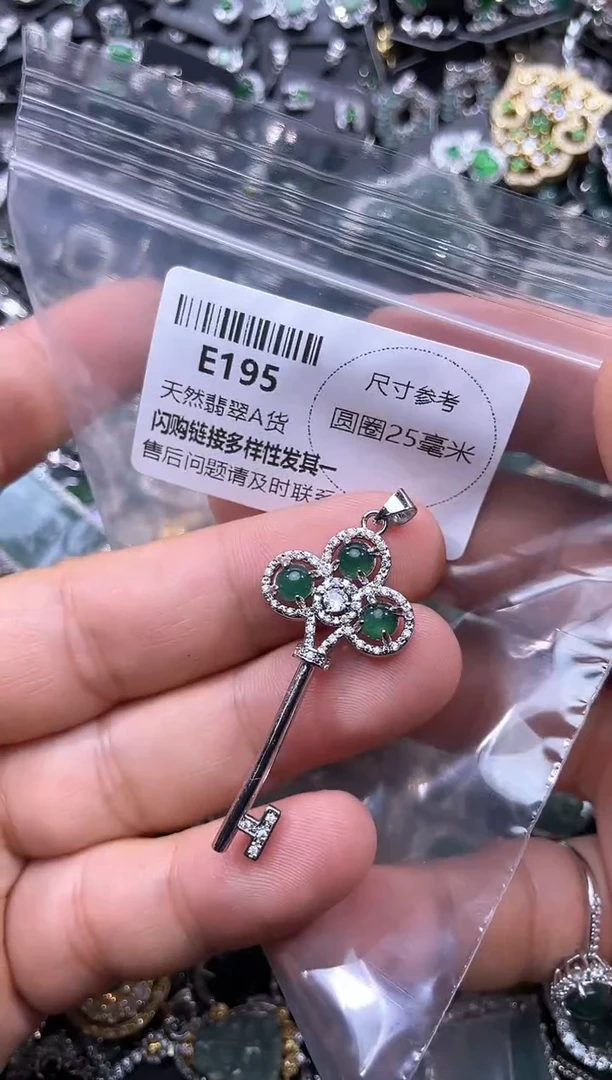 E195
天然翡翠A货
闪购链接多样性发其一
售后问题请及时联系
尺寸参考
圆圈25毫米